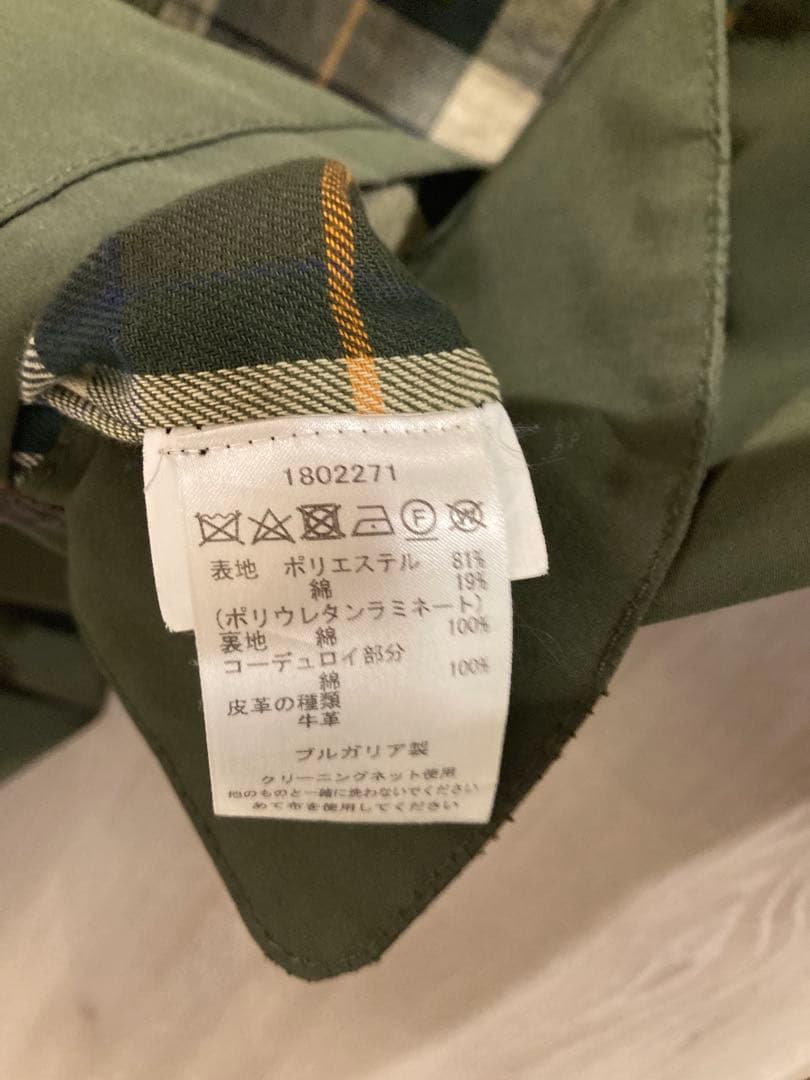 1802271
F W
表地 ポリエステル 81%
綿 19%
(ポリウレタンラミネート)
裏地 綿 100%
コーデュロイ部分
綿 100%
皮革の種類
牛革
ブルガリア製
クリーニングネット使用
他のものと一緒に洗わないでください
あて布を使用してください